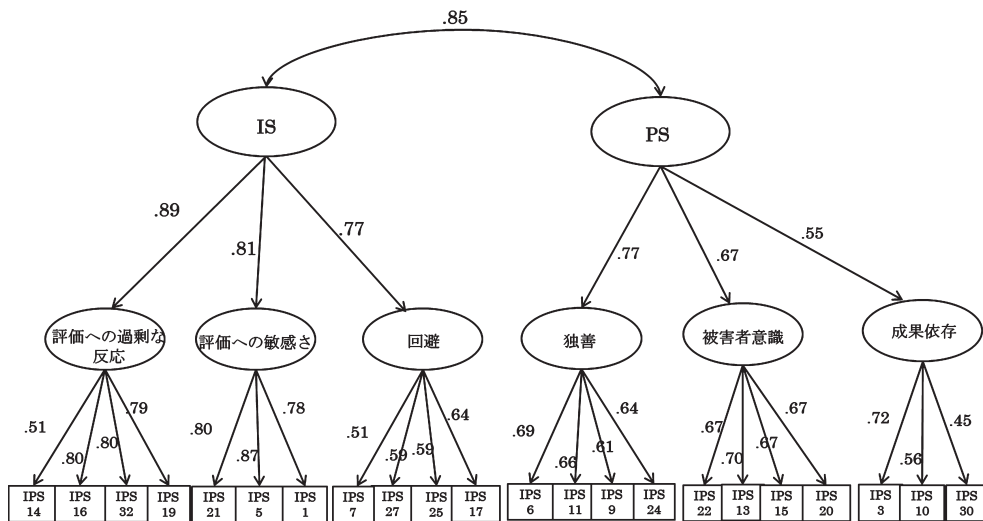 .85
IS
PS
.89
.81
.77
.77
.67
.55
評価への過剰な
反応
評価への敏感さ
回避
独善
被害者意識
成果依存
.51
.80
.80
.79
.80
.87
.78
.51
.59
.59
.64
.69
.66
.61
.64
.67
.70
.67
.67
.72
.56
.45
IPS
14
IPS
16
IPS
32
IPS
19
IPS
21
IPS
5
IPS
1
IPS
7
IPS
27
IPS
25
IPS
17
IPS
6
IPS
11
IPS
9
IPS
24
IPS
22
IPS
13
IPS
15
IPS
20
IPS
3
IPS
10
IPS
30